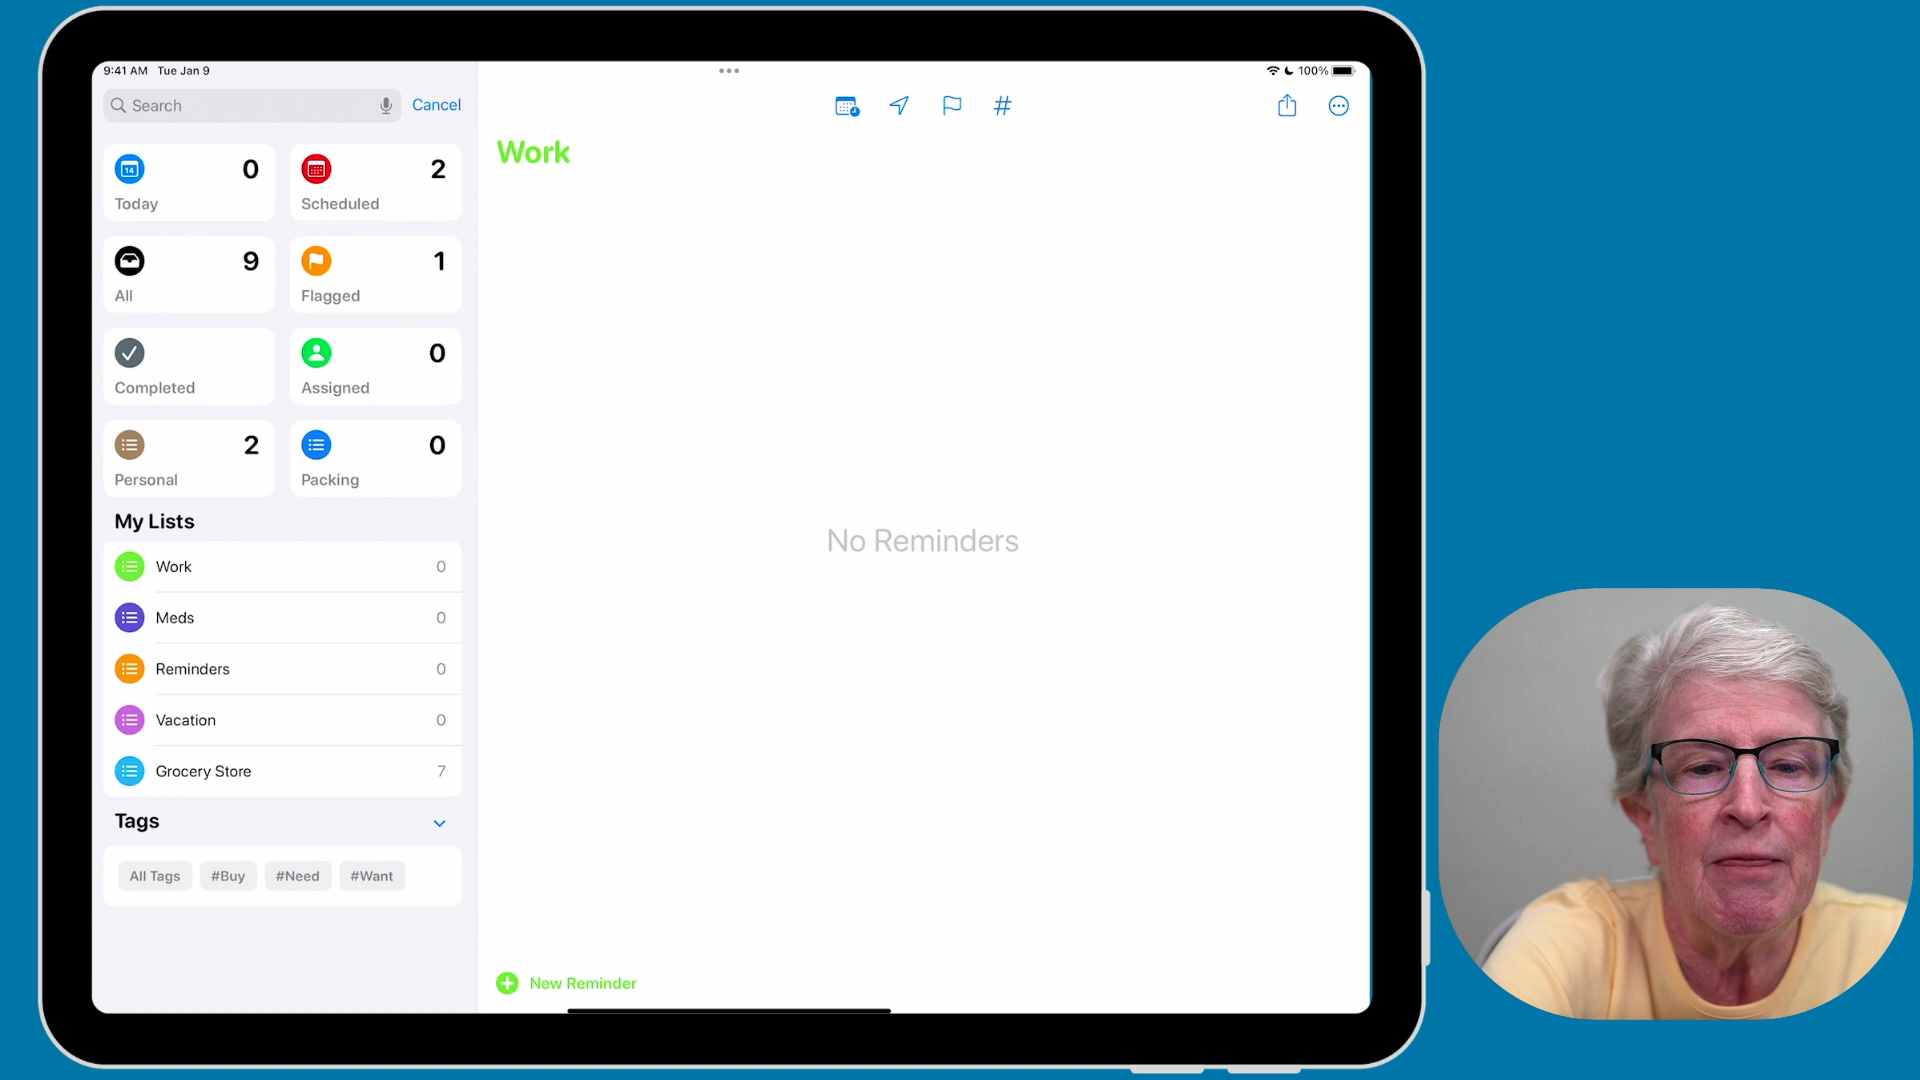 9:41 AM Tue Jan 9
100%
Search
Cancel
14
0
Today
2
Scheduled
9
All
1
Flagged
Completed
0
Assigned
2
Personal
0
Packing
My Lists
Work 0
Meds 0
Reminders 0
Vacation 0
Grocery Store 7
Tags
All Tags #Buy #Need #Want
#
Work
No Reminders
New Reminder